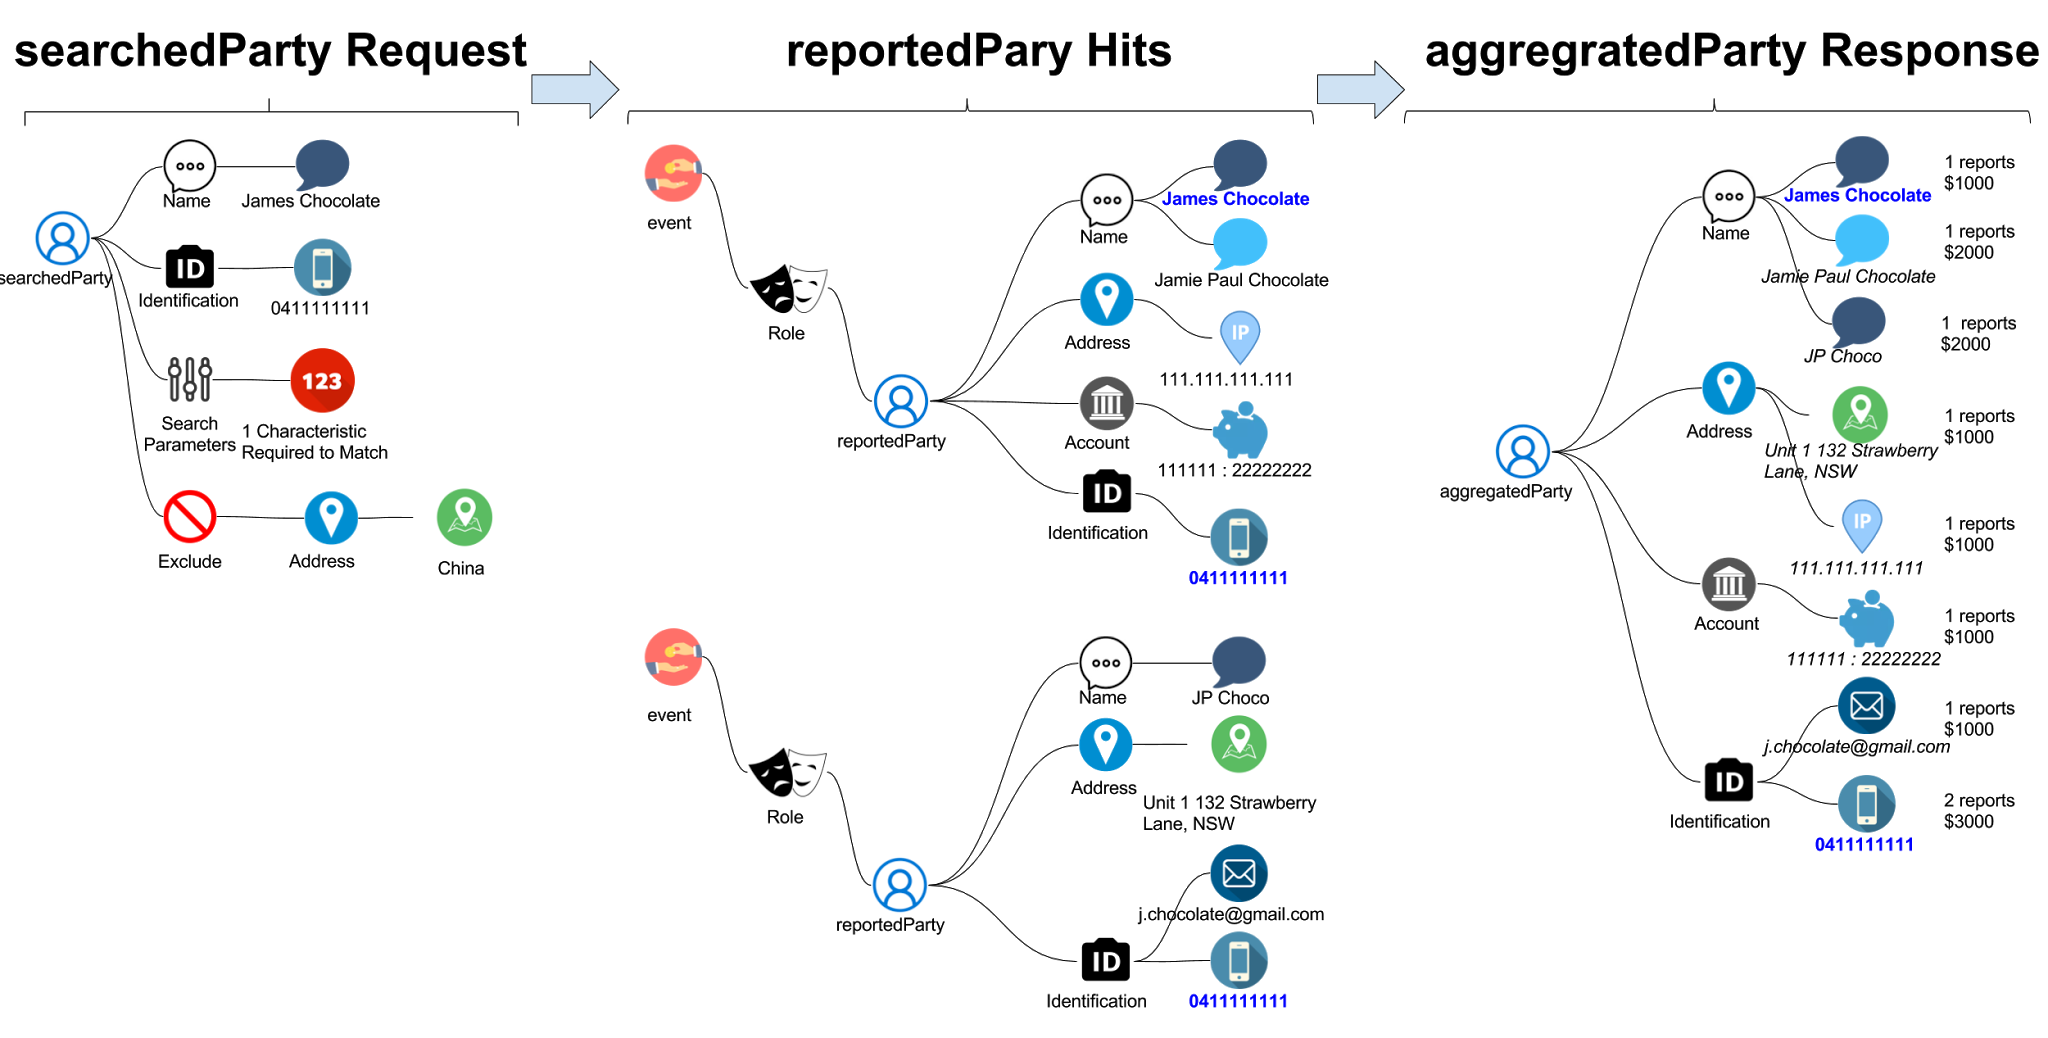 searchedParty Request
reportedPary Hits
aggregratedParty Response
Name
James Chocolate
searchedParty
ID
Identification
0411111111
123
Search
Parameters
1 Characteristic
Required to Match
Exclude
Address
China
event
Role
reportedParty
Name
James Chocolate
Jamie Paul Chocolate
Address
IP
111.111.111.111
Account
111111 : 22222222
ID
Identification
0411111111
event
Role
reportedParty
Name
JP Choco
Address
Unit 1 132 Strawberry
Lane, NSW
j.chocolate@gmail.com
ID
Identification
0411111111
aggregatedParty
Name
James Chocolate
1 reports
$1000
Jamie Paul Chocolate
1 reports
$2000
JP Choco
1 reports
$2000
Address
Unit 1 132 Strawberry
Lane, NSW
1 reports
$1000
IP
111.111.111.111
1 reports
$1000
Account
111111 : 22222222
1 reports
$1000
j.chocolate@gmail.com
1 reports
$1000
ID
Identification
0411111111
2 reports
$3000